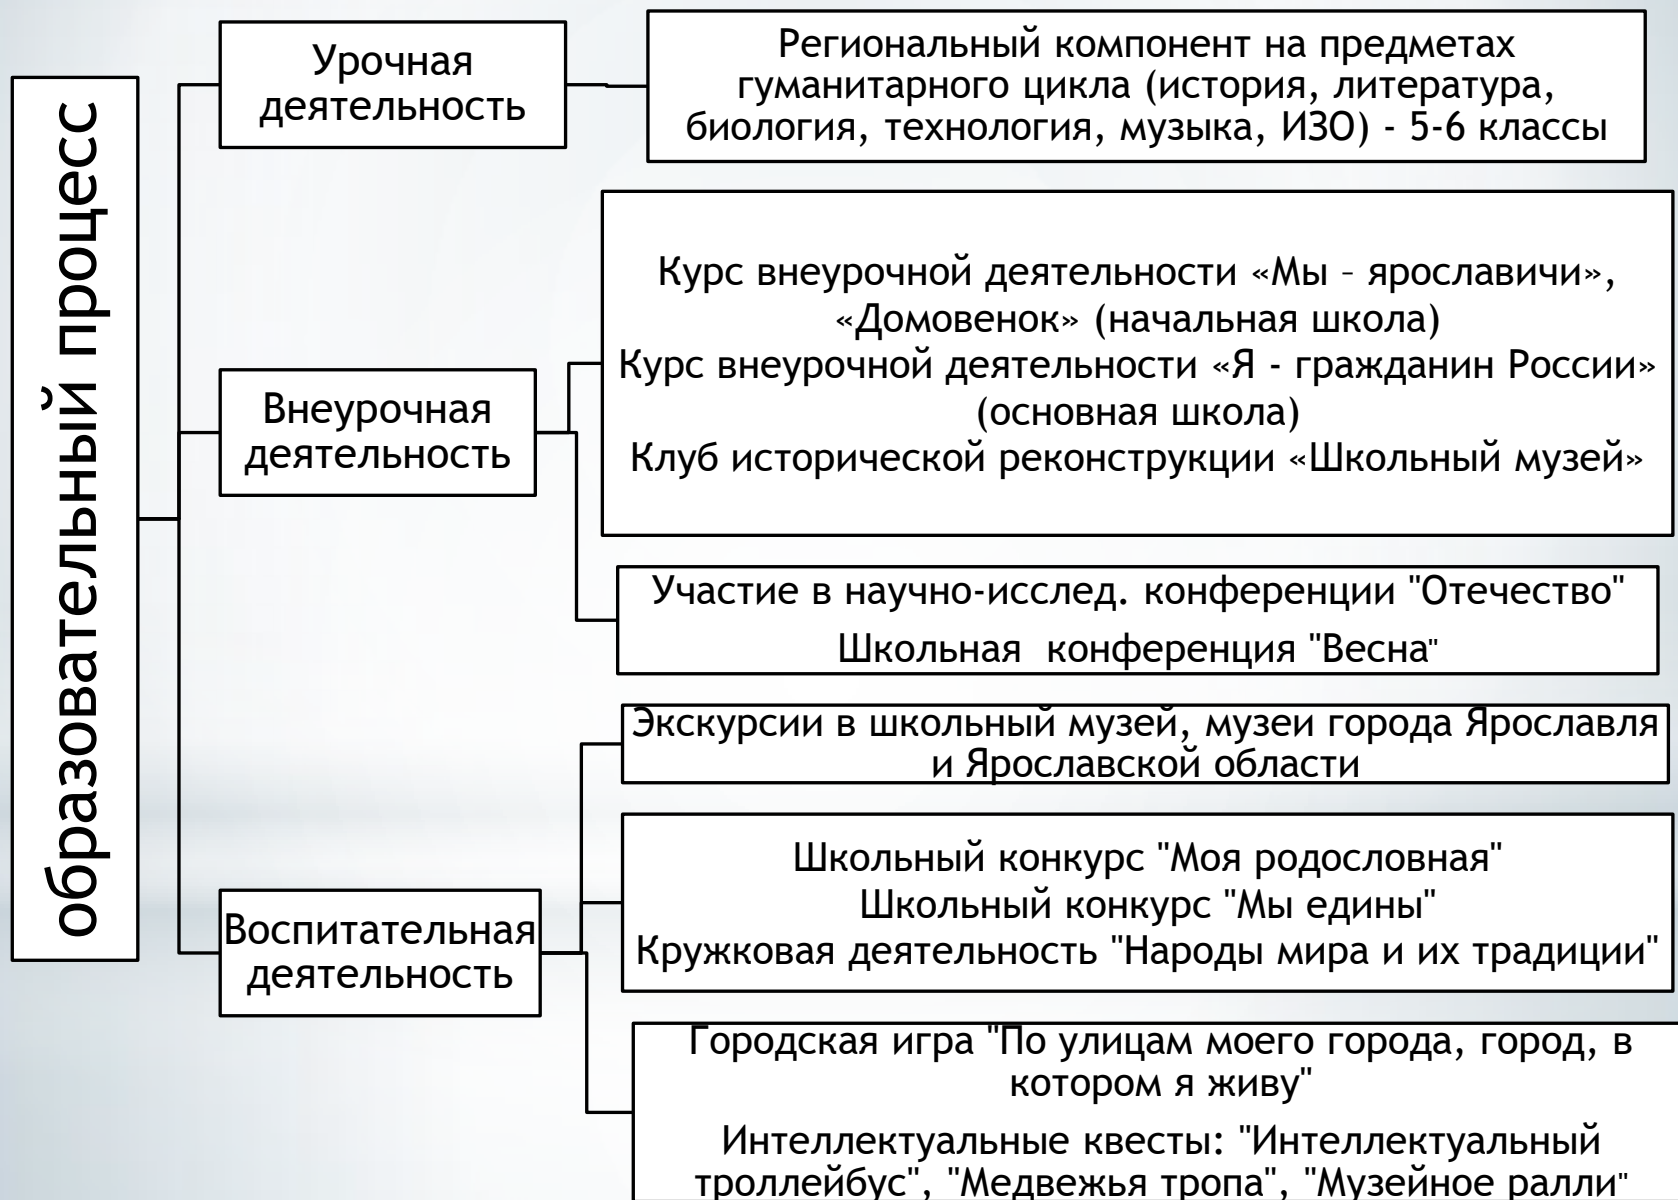 образовательный процесс
Урочная
деятельность
Региональный компонент на предметах
гуманитарного цикла (история, литература,
биология, технология, музыка, ИЗО) - 5-6 классы
Внеурочная
деятельность
Курс внеурочной деятельности «Мы – ярославичи»,
«Домовенок» (начальная школа)
Курс внеурочной деятельности «Я - гражданин России»
(основная школа)
Клуб исторической реконструкции «Школьный музей»
Участие в научно-исслед. конференции "Отечество"
Школьная  конференция "Весна"
Воспитательная
деятельность
Экскурсии в школьный музей, музеи города Ярославля
и Ярославской области
Школьный конкурс "Моя родословная"
Школьный конкурс "Мы едины"
Кружковая деятельность "Народы мира и их традиции"
Городская игра "По улицам моего города, город, в
котором я живу"
Интеллектуальные квесты: "Интеллектуальный
троллейбус", "Медвежья тропа", "Музейное ралли"